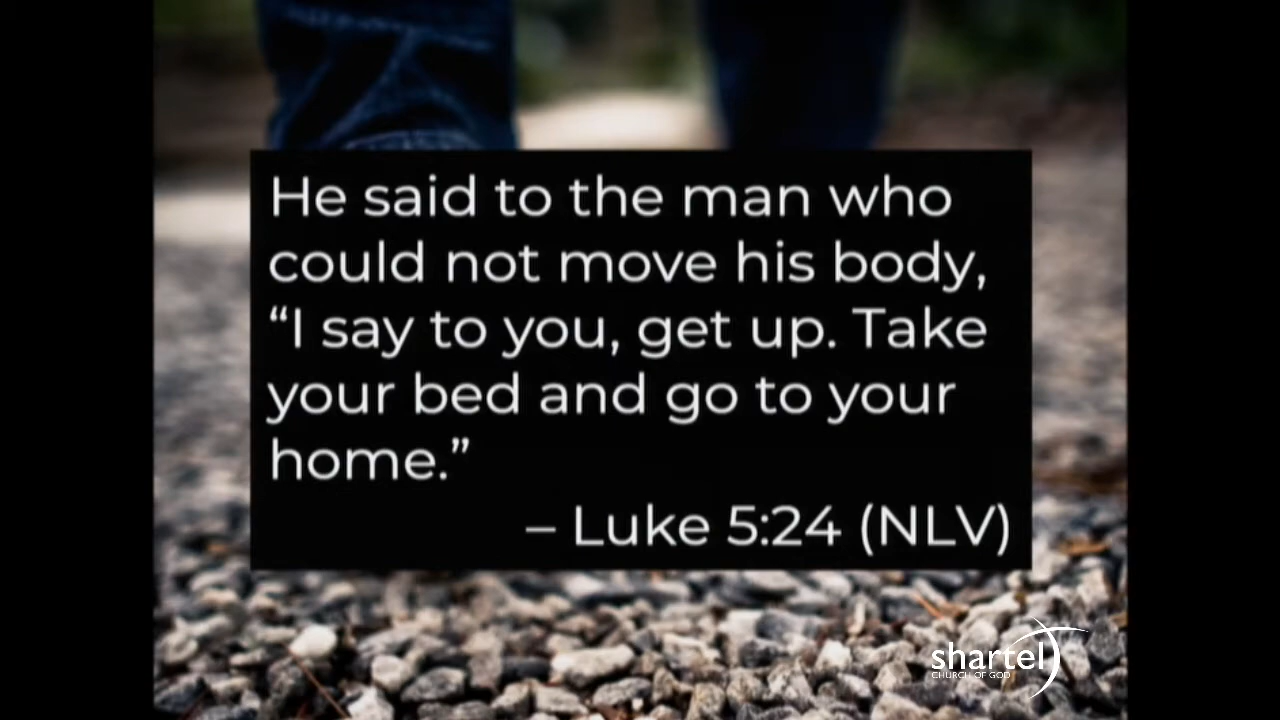 He said to the man who
could not move his body,
“I say to you, get up. Take
your bed and go to your
home.”
– Luke 5:24 (NLV)
shartel
CHURCH OF GOD